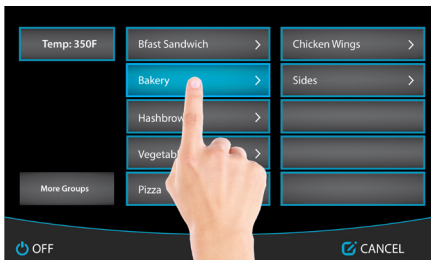 Temp: 350F
Bfast Sandwich
Chicken Wings
Bakery
Sides
Hashbrow
Vegetab
More Groups
Pizza
OFF
CANCEL